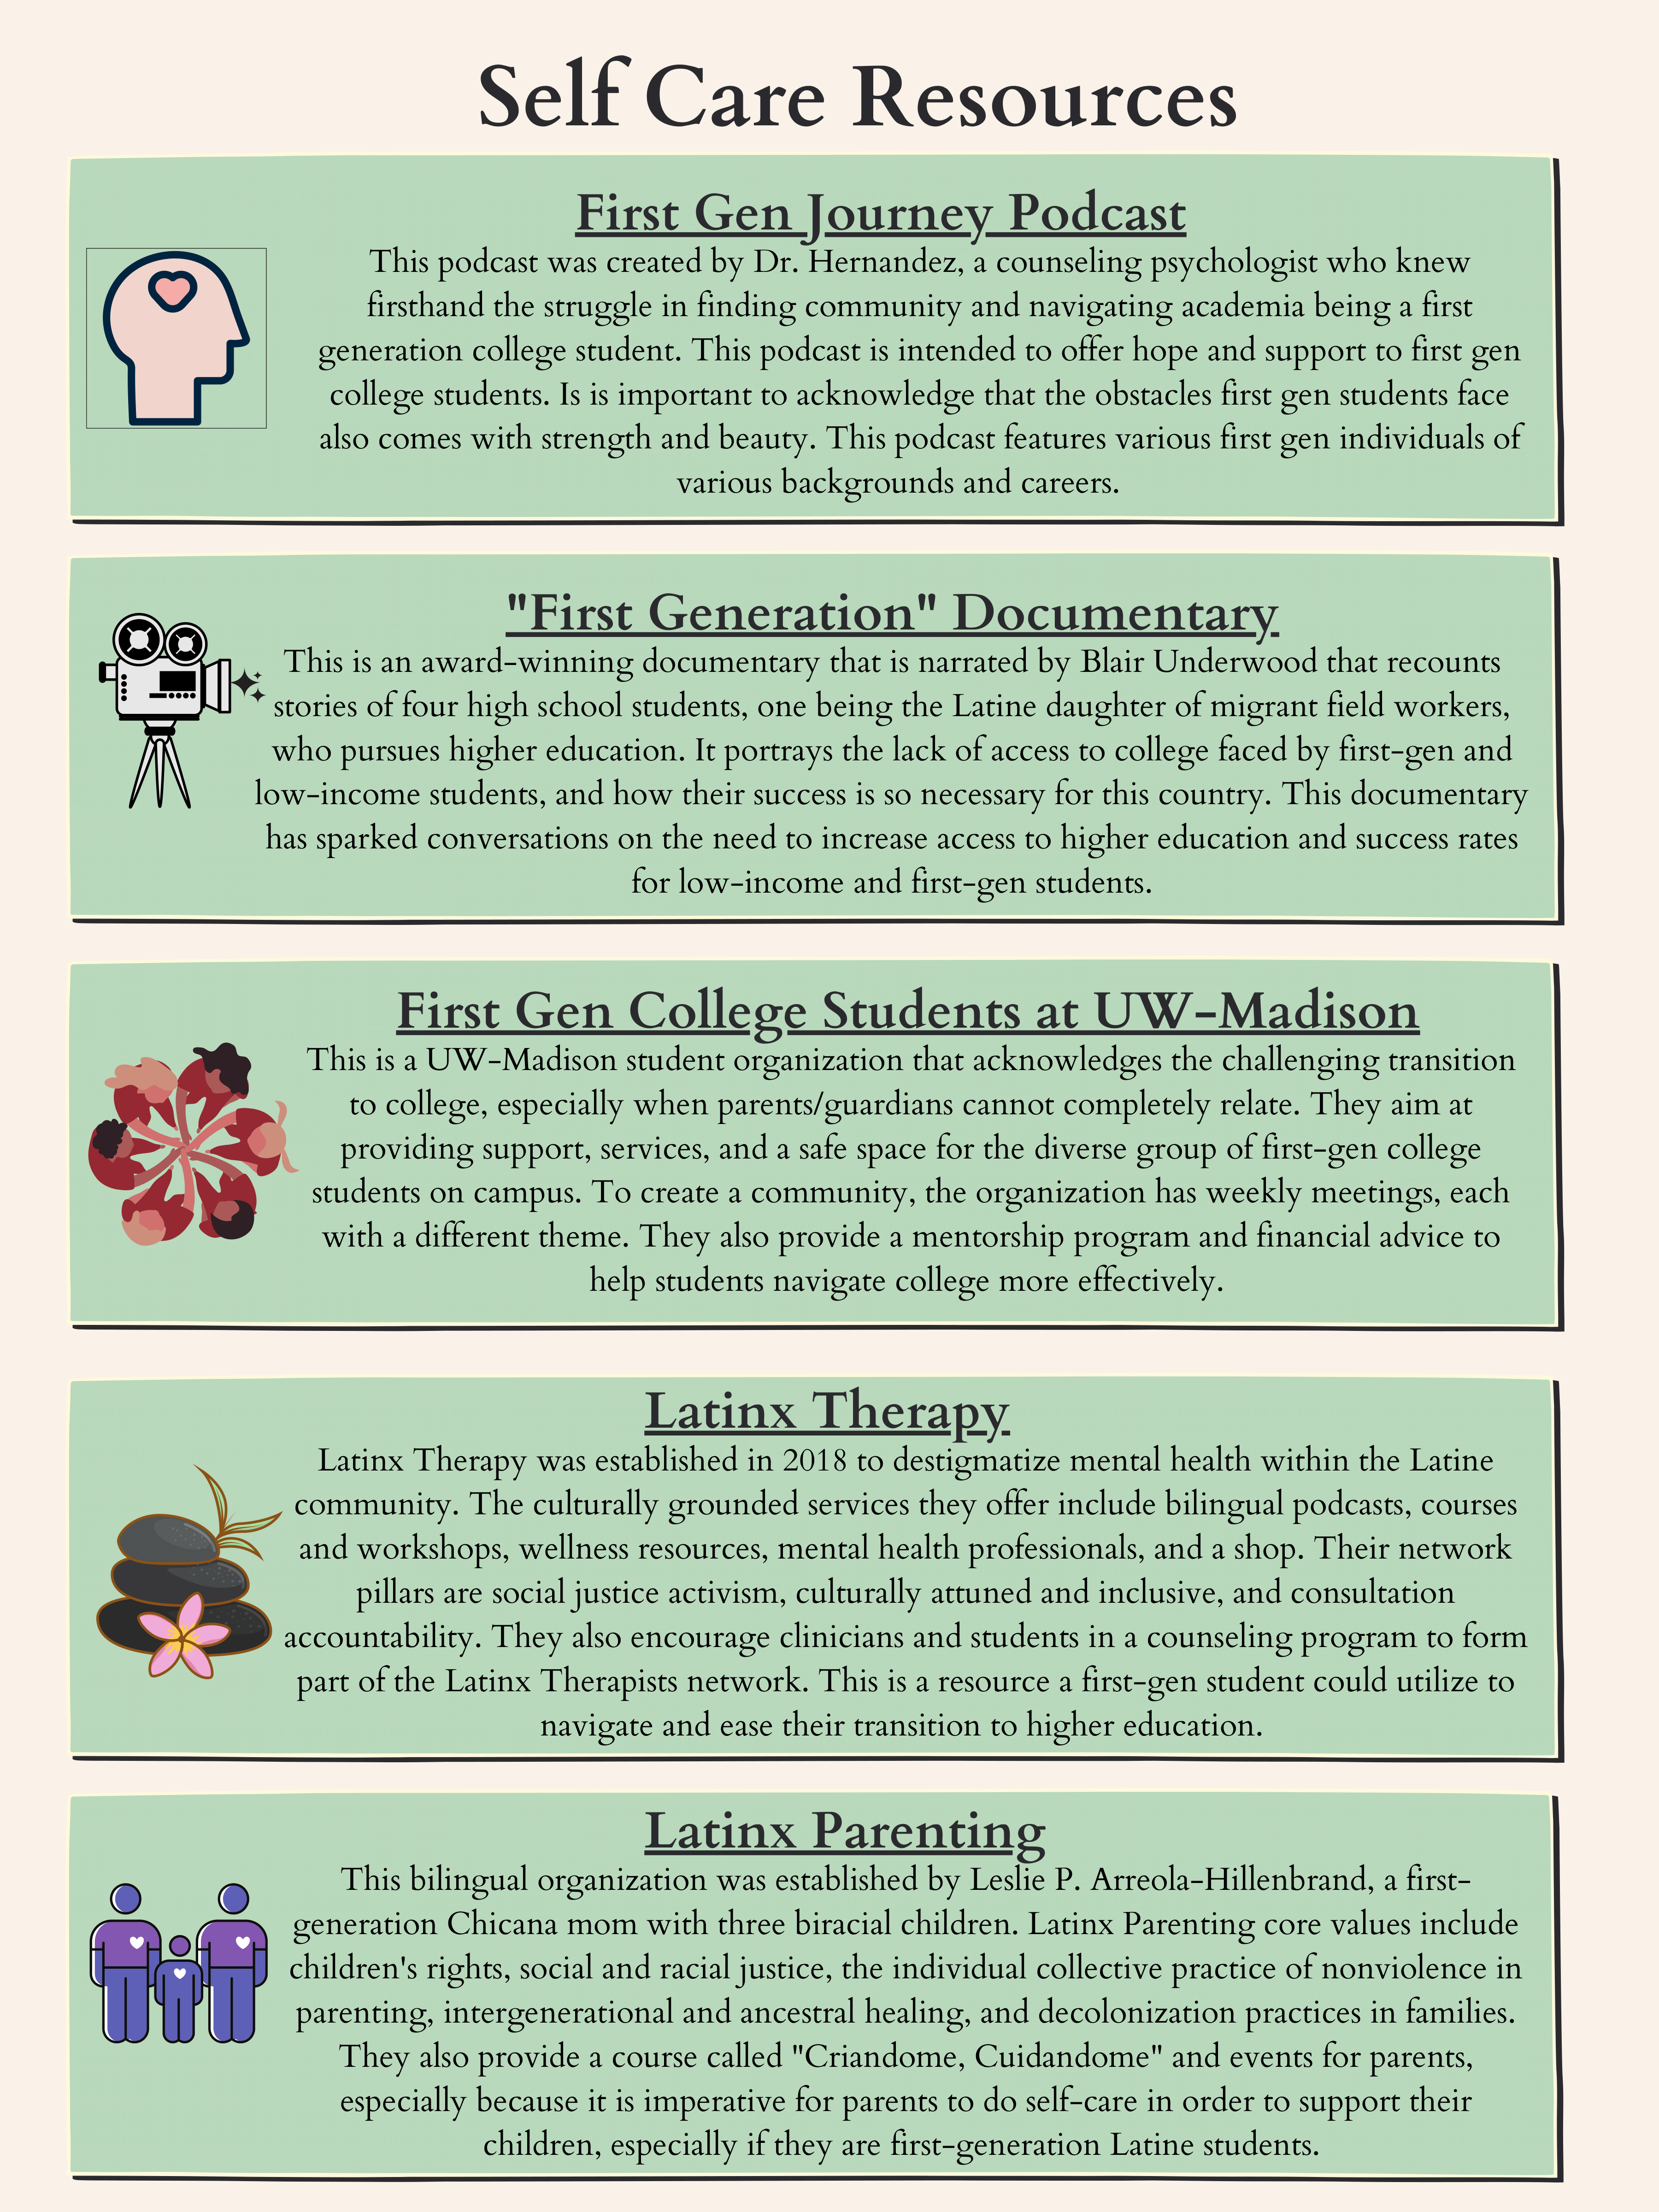 Self Care Resources
First Gen Journey Podcast
This podcast was created by Dr. Hernandez, a counseling psychologist who knew
firsthand the struggle in finding community and navigating academia being a first
generation college student. This podcast is intended to offer hope and support to first gen
college students. Is is important to acknowledge that the obstacles first gen students face
also comes with strength and beauty. This podcast features various first gen individuals of
various backgrounds and careers.
"First Generation" Documentary
This is an award-winning documentary that is narrated by Blair Underwood that recounts
stories of four high school students, one being the Latine daughter of migrant field workers,
who pursues higher education. It portrays the lack of access to college faced by first-gen and
low-income students, and how their success is so necessary for this country. This documentary
has sparked conversations on the need to increase access to higher education and success rates
for low-income and first-gen students.
First Gen College Students at UW-Madison
This is a UW-Madison student organization that acknowledges the challenging transition
to college, especially when parents/guardians cannot completely relate. They aim at
providing support, services, and a safe space for the diverse group of first-gen college
students on campus. To create a community, the organization has weekly meetings, each
with a different theme. They also provide a mentorship program and financial advice to
help students navigate college more effectively.
Latinx Therapy
Latinx Therapy was established in 2018 to destigmatize mental health within the Latine
community. The culturally grounded services they offer include bilingual podcasts, courses
and workshops, wellness resources, mental health professionals, and a shop. Their network
pillars are social justice activism, culturally attuned and inclusive, and consultation
accountability. They also encourage clinicians and students in a counseling program to form
part of the Latinx Therapists network. This is a resource a first-gen student could utilize to
navigate and ease their transition to higher education.
Latinx Parenting
This bilingual organization was established by Leslie P. Arreola-Hillenbrand, a first-
generation Chicana mom with three biracial children. Latinx Parenting core values include
children's rights, social and racial justice, the individual collective practice of nonviolence in
parenting, intergenerational and ancestral healing, and decolonization practices in families.
They also provide a course called "Criandome, Cuidandome" and events for parents,
especially because it is imperative for parents to do self-care in order to support their
children, especially if they are first-generation Latine students.